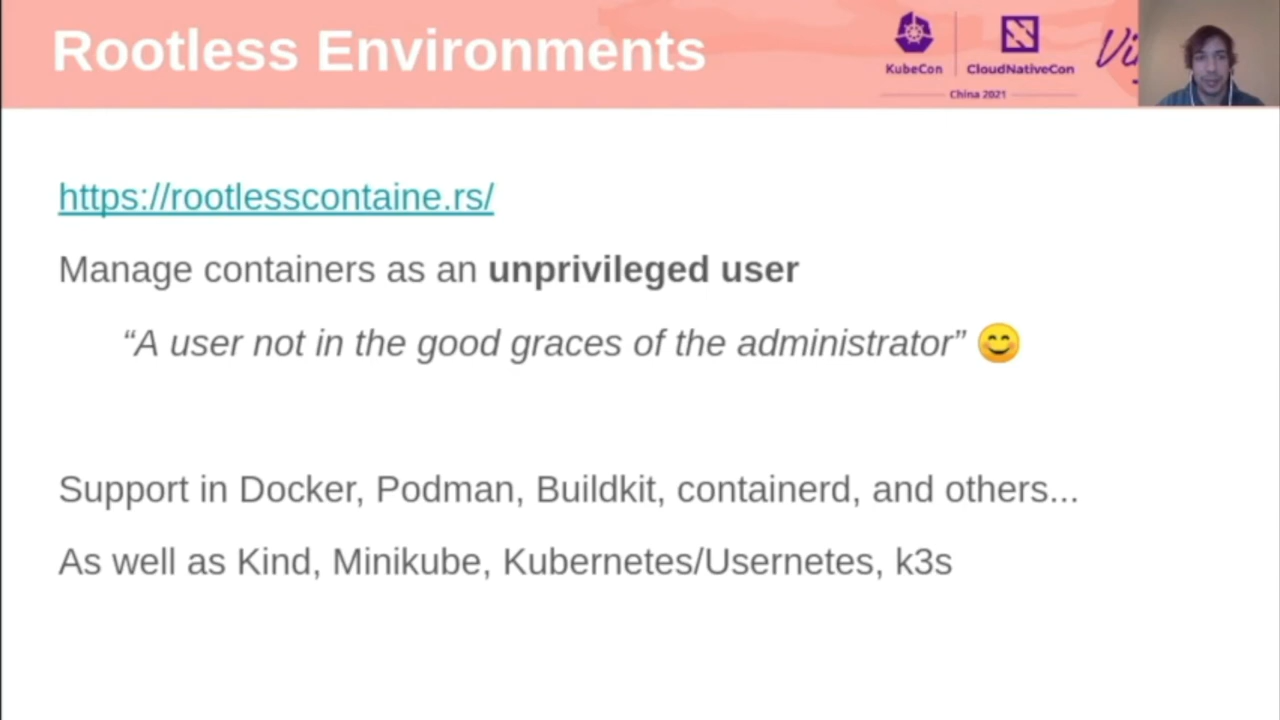 Rootless Environments
KubeCon
CloudNativeCon
China 2021
https://rootlesscontaine.rs/
Manage containers as an unprivileged user
“A user not in the good graces of the administrator” 😊
Support in Docker, Podman, Buildkit, containerd, and others...
As well as Kind, Minikube, Kubernetes/Usernetes, k3s